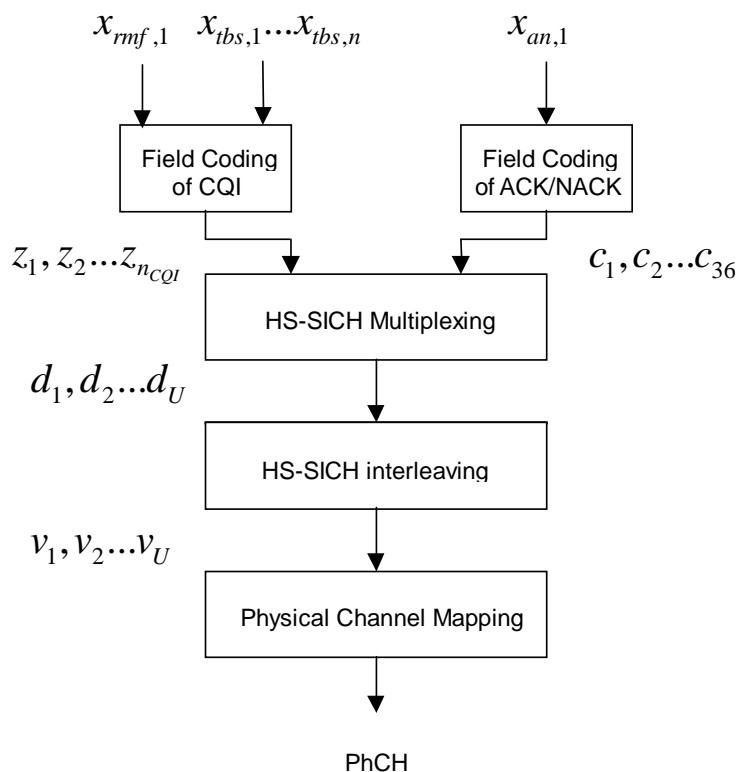 x_{rmf,1} x_{tbs,1}...x_{tbs,n} x_{an,1}
Field Coding
of CQI
Field Coding
of ACK/NACK
z_1, z_2...z_{n_{CQI}}
c_1, c_2...c_{36}
HS-SICH Multiplexing
d_1, d_2...d_U
HS-SICH interleaving
v_1, v_2...v_U
Physical Channel Mapping
PhCH